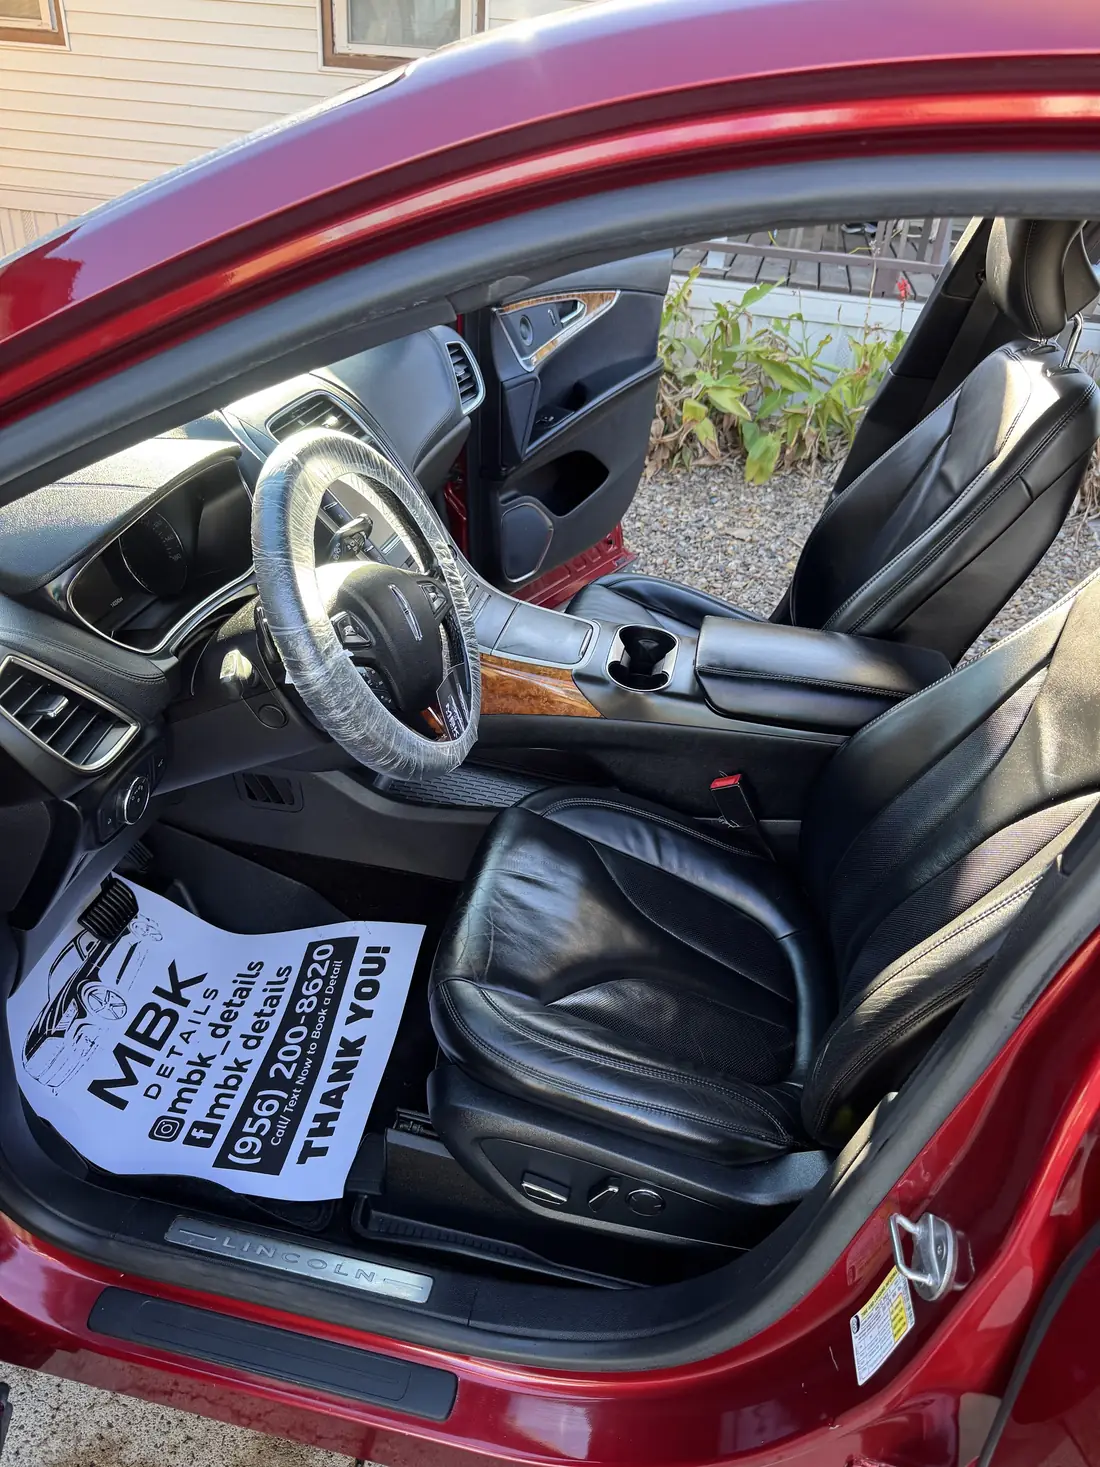 MBK
DETAILS
mbk_details
mbk details
(956) 200-8620
Call/Text Now to Book a Detail
THANK YOU!
LINCOLN